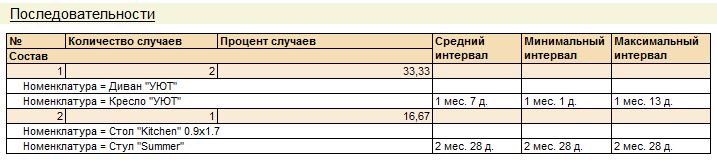 Последовательности
№ Количество случаев Процент случаев Средний интервал Минимальный интервал Максимальный интервал
Состав
1 2 33,33
Номенклатура = Диван "УЮТ"
Номенклатура = Кресло "УЮТ" 1 мес. 7 д. 1 мес. 1 д. 1 мес. 13 д.
2 1 16,67
Номенклатура = Стол "Kitchen" 0.9x1.7
Номенклатура = Стул "Summer" 2 мес. 28 д. 2 мес. 28 д. 2 мес. 28 д.